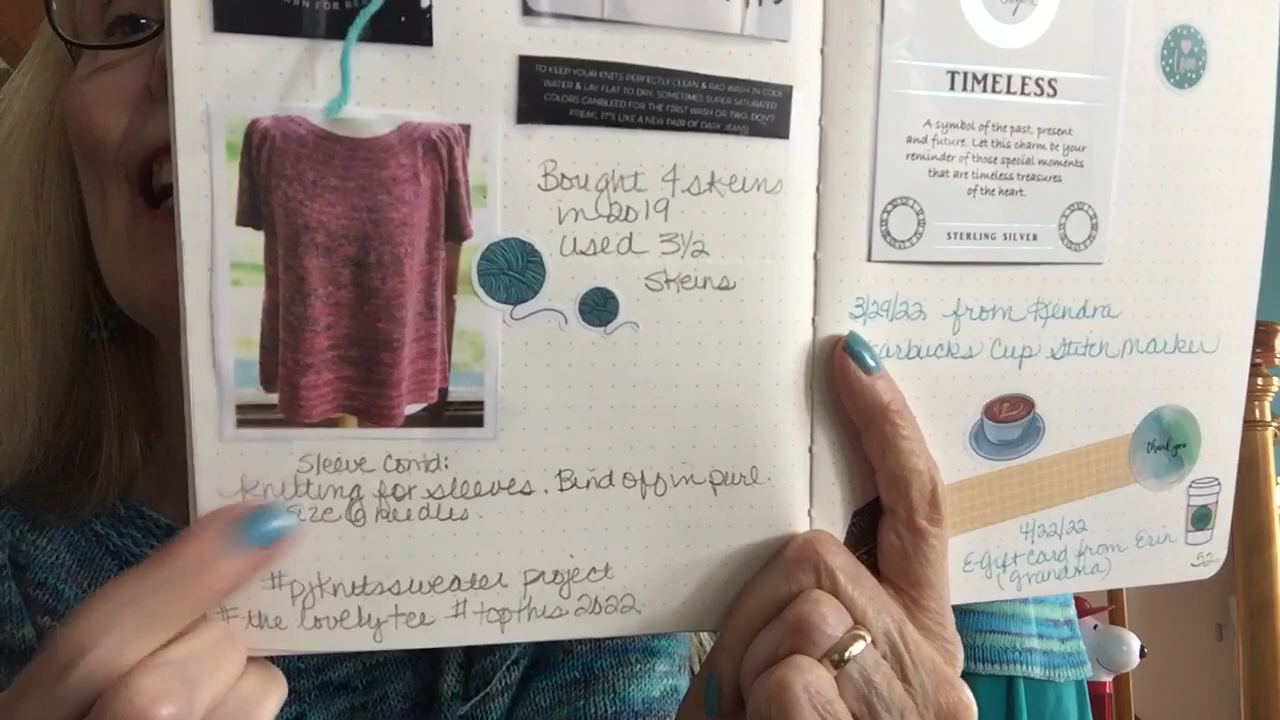 TO KEEP YOUR KNITS PERFECTLY CLEAN & RAD WASH IN COOL
WATER & LAY FLAT TO DRY. SOMETIMES SUPER SATURATED
COLORS CAN BLEED FOR THE FIRST WASH OR TWO. DON'T
FREAK, IT'S LIKE A NEW PAIR OF DARK JEANS!
Bought 4 skeins
in 2019
Used 3 1/2
Skeins
Sleeve Contd:
knitting for sleeves. Bind off in purl.
size 6 needles.
#pjknitssweater project
#the lovely tee #topthis2022
love
TIMELESS
A symbol of the past, present
and future. Let this charm be your
reminder of those special moments
that are timeless treasures
of the heart.
STERLING SILVER
3/29/22 from Kendra
arbucks Cup Stitch Marker
thank you
4/22/22
E-Gift card from Erin
(grandma)
52